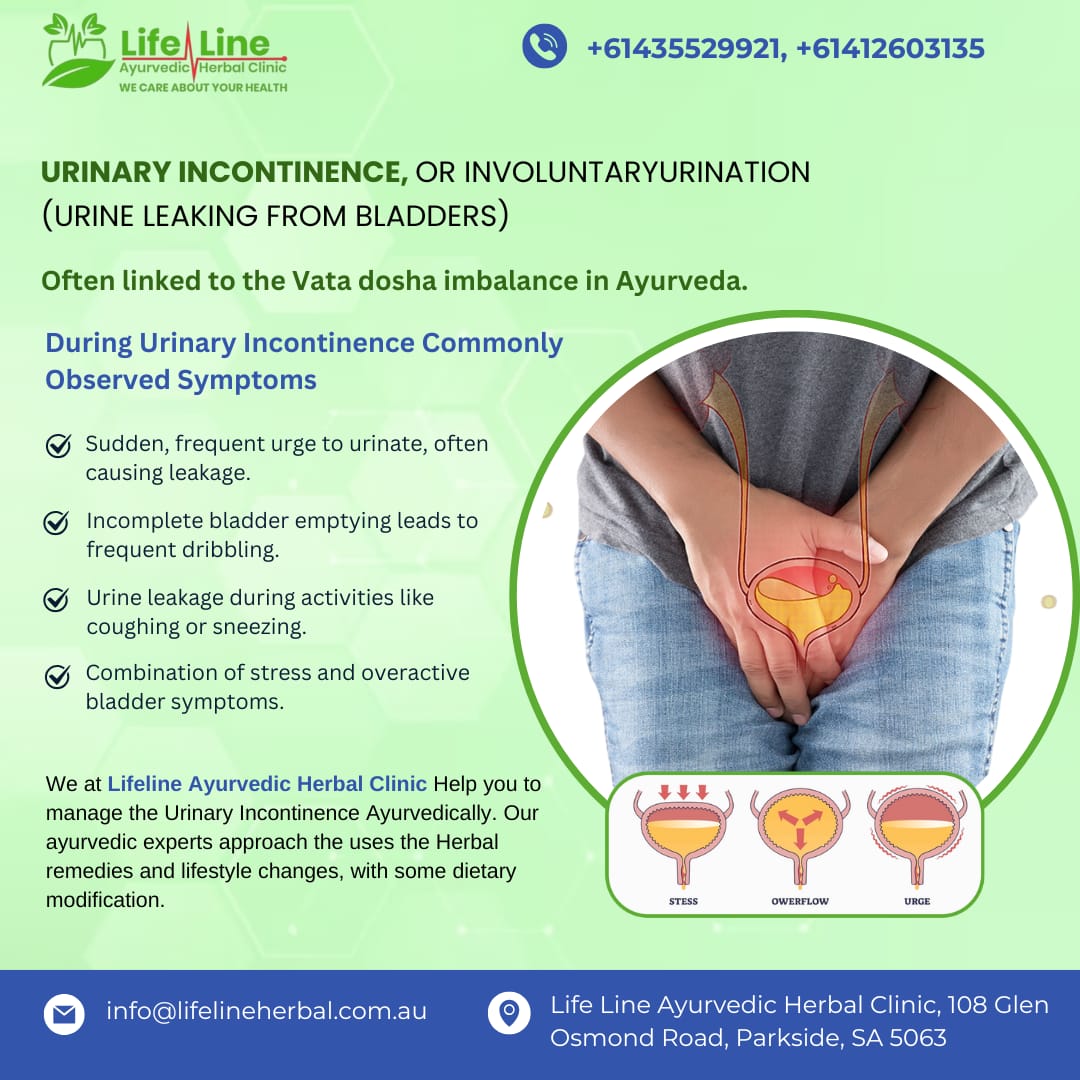 Life Line
Ayurvedic Herbal Clinic
WE CARE ABOUT YOUR HEALTH
+61435529921, +61412603135
URINARY INCONTINENCE, OR INVOLUNTARYURINATION
(URINE LEAKING FROM BLADDERS)
Often linked to the Vata dosha imbalance in Ayurveda.
During Urinary Incontinence Commonly
Observed Symptoms
Sudden, frequent urge to urinate, often
causing leakage.
Incomplete bladder emptying leads to
frequent dribbling.
Urine leakage during activities like
coughing or sneezing.
Combination of stress and overactive
bladder symptoms.
We at Lifeline Ayurvedic Herbal Clinic Help you to
manage the Urinary Incontinence Ayurvedically. Our
ayurvedic experts approach the uses the Herbal
remedies and lifestyle changes, with some dietary
modification.
STESS
OWERFLOW
URGE
info@lifelineherbal.com.au
Life Line Ayurvedic Herbal Clinic, 108 Glen
Osmond Road, Parkside, SA 5063